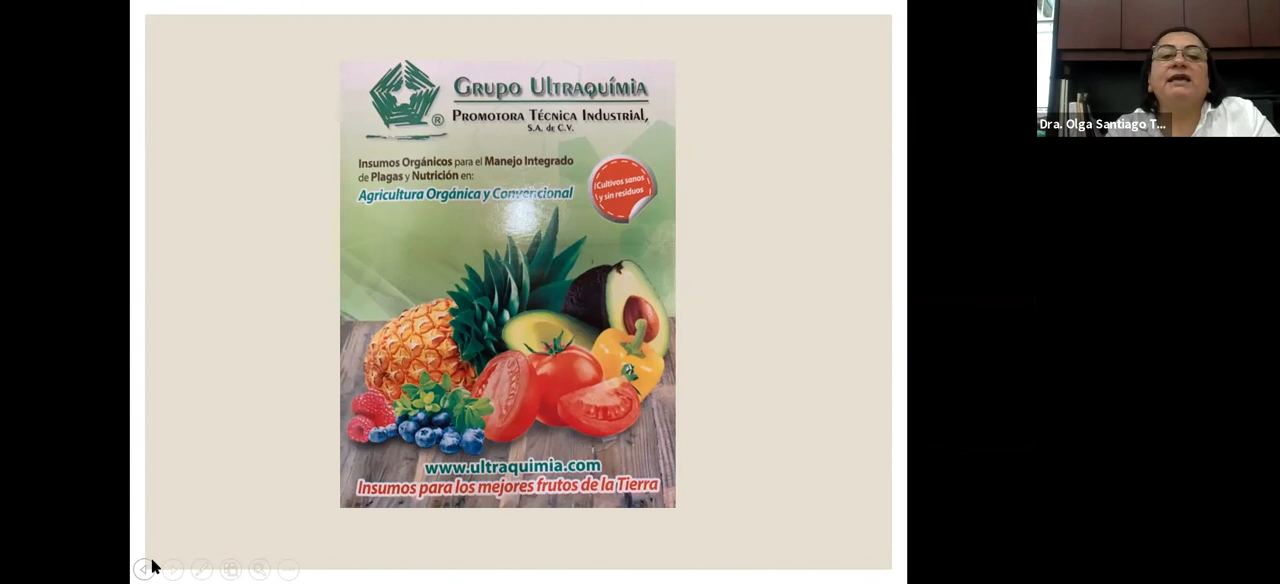 Grupo Ultraquímia
Promotora Técnica Industrial,
S.A. de C.V.
®
Insumos Orgánicos para el Manejo Integrado
de Plagas y Nutrición en:
Agricultura Orgánica y Convencional
Cultivos sanos
y sin residuos
www.ultraquimia.com
Insumos para los mejores frutos de la Tierra
Dra. Olga Santiago T...